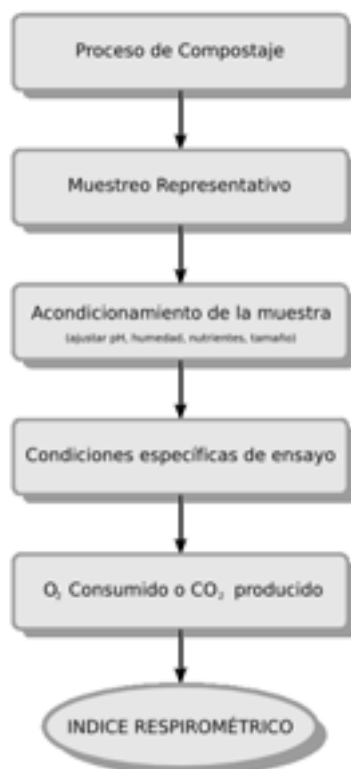 Proceso de Compostaje
Muestreo Representativo
Acondicionamiento de la muestra
(ajustar pH, humedad, nutrientes, tamaño)
Condiciones específicas de ensayo
O₂ Consumido o CO₂ producido
INDICE RESPIROMÉTRICO